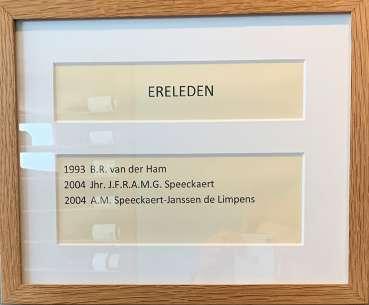 ERELEDEN
1993 B.R. van der Ham
2004 Jhr. J.F.R.A.M.G. Speeckaert
2004 A.M. Speeckaert-Janssen de Limpens